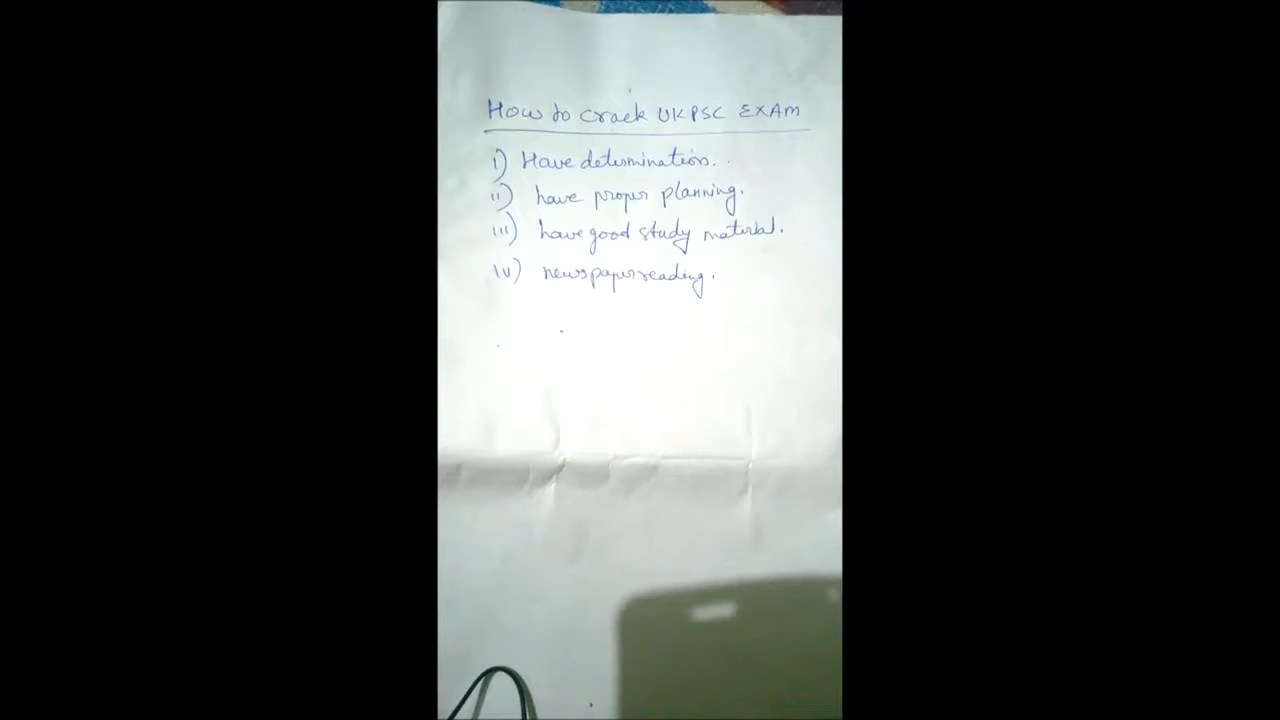 How to crack UKPSC EXAM
i) Have determination.
ii) have proper planning.
iii) have good study material.
iv) newspaper reading.